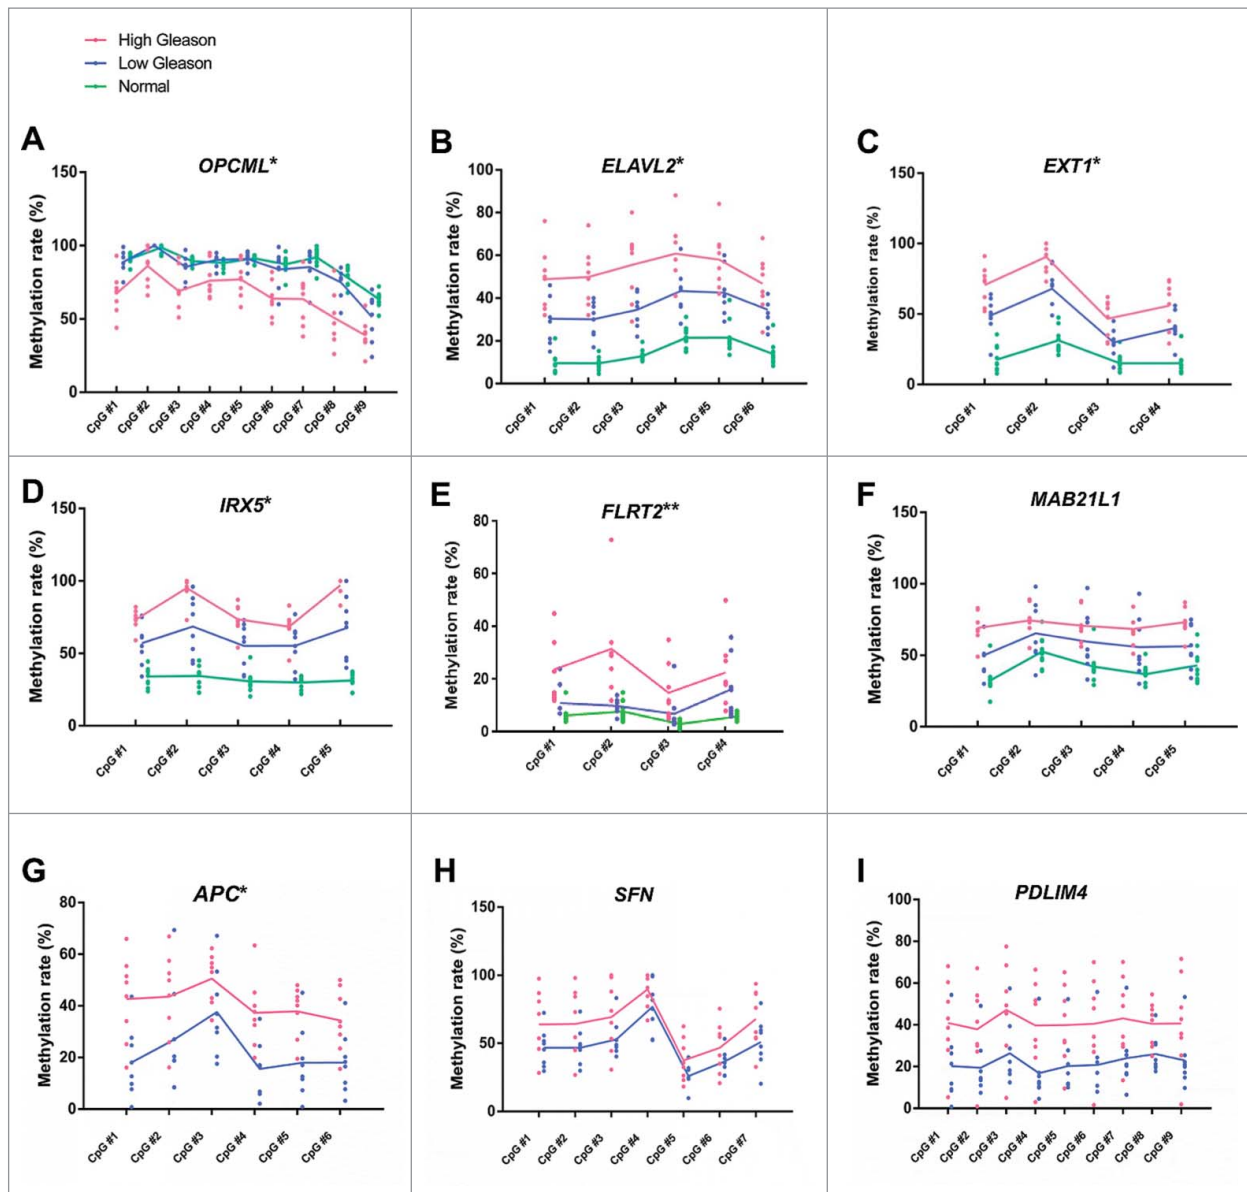 High Gleason
Low Gleason
Normal
A
OPCML*
Methylation rate (%)
150
100
50
0
CpG #1
CpG #2
CpG #3
CpG #4
CpG #5
CpG #6
CpG #7
CpG #8
CpG #9
B
ELAVL2*
Methylation rate (%)
100
80
60
40
20
0
CpG #1
CpG #2
CpG #3
CpG #4
CpG #5
CpG #6
C
EXT1*
Methylation rate (%)
150
100
50
0
CpG #1
CpG #2
CpG #3
CpG #4
D
IRX5*
Methylation rate (%)
150
100
50
0
CpG #1
CpG #2
CpG #3
CpG #4
CpG #5
E
FLRT2**
Methylation rate (%)
80
60
40
20
0
CpG #1
CpG #2
CpG #3
CpG #4
F
MAB21L1
Methylation rate (%)
150
100
50
0
CpG #1
CpG #2
CpG #3
CpG #4
CpG #5
G
APC*
Methylation rate (%)
80
60
40
20
0
CpG #1
CpG #2
CpG #3
CpG #4
CpG #5
CpG #6
H
SFN
Methylation rate (%)
150
100
50
0
CpG #1
CpG #2
CpG #3
CpG #4
CpG #5
CpG #6
CpG #7
I
PDLIM4
Methylation rate (%)
100
80
60
40
20
0
CpG #1
CpG #2
CpG #3
CpG #4
CpG #5
CpG #6
CpG #7
CpG #8
CpG #9